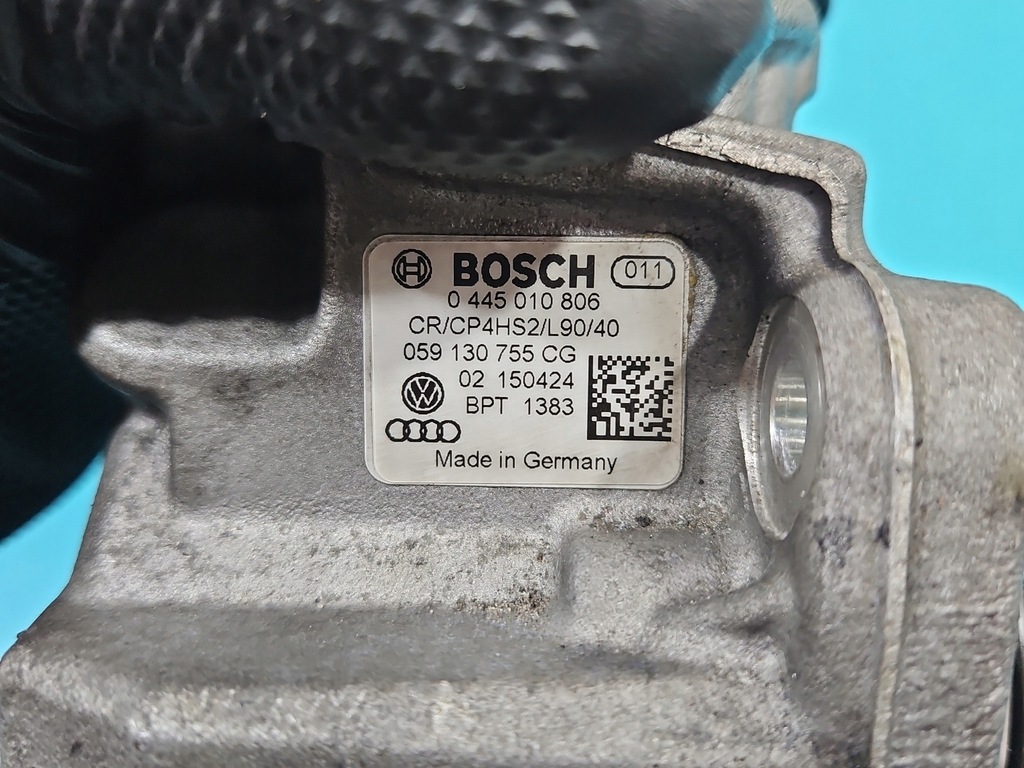 BOSCH 011
0 445 010 806
CR/CP4HS2/L90/40
059 130 755 CG
02 150424
BPT 1383
Made in Germany